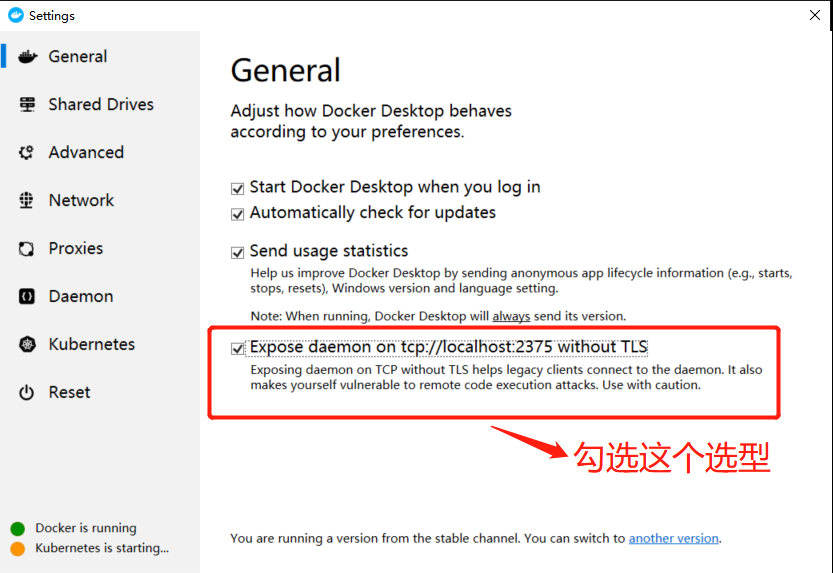 Settings
General
Shared Drives
Advanced
Network
Proxies
Daemon
Kubernetes
Reset
Docker is running
Kubernetes is starting...
General
Adjust how Docker Desktop behaves
according to your preferences.
Start Docker Desktop when you log in
Automatically check for updates
Send usage statistics
Help us improve Docker Desktop by sending anonymous app lifecycle information (e.g., starts,
stops, resets), Windows version and language setting.
Note: When running, Docker Desktop will always send its version.
Expose daemon on tcp://localhost:2375 without TLS
Exposing daemon on TCP without TLS helps legacy clients connect to the daemon. It also
makes yourself vulnerable to remote code execution attacks. Use with caution.
勾选这个选型
You are running a version from the stable channel. You can switch to another version.